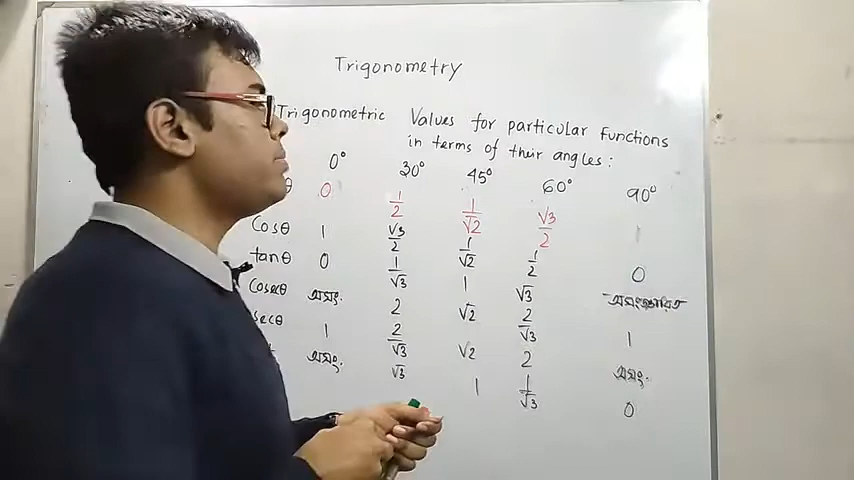 Trigonometry
Trigonometric Values for particular Functions
in terms of their angles:
0° 30° 45° 60° 90°
θ 0 1/2 1/√2 √3/2 1
Cosθ 1 √3/2 1/√2 1/2 0
tanθ 0 1/√3 1 √3 অসংজ্ঞায়িত
Cosecθ অসং. 2 √2 2/√3 1
secθ 1 2/√3 √2 2 অসং.
অসং. √3 1 1/√3 0